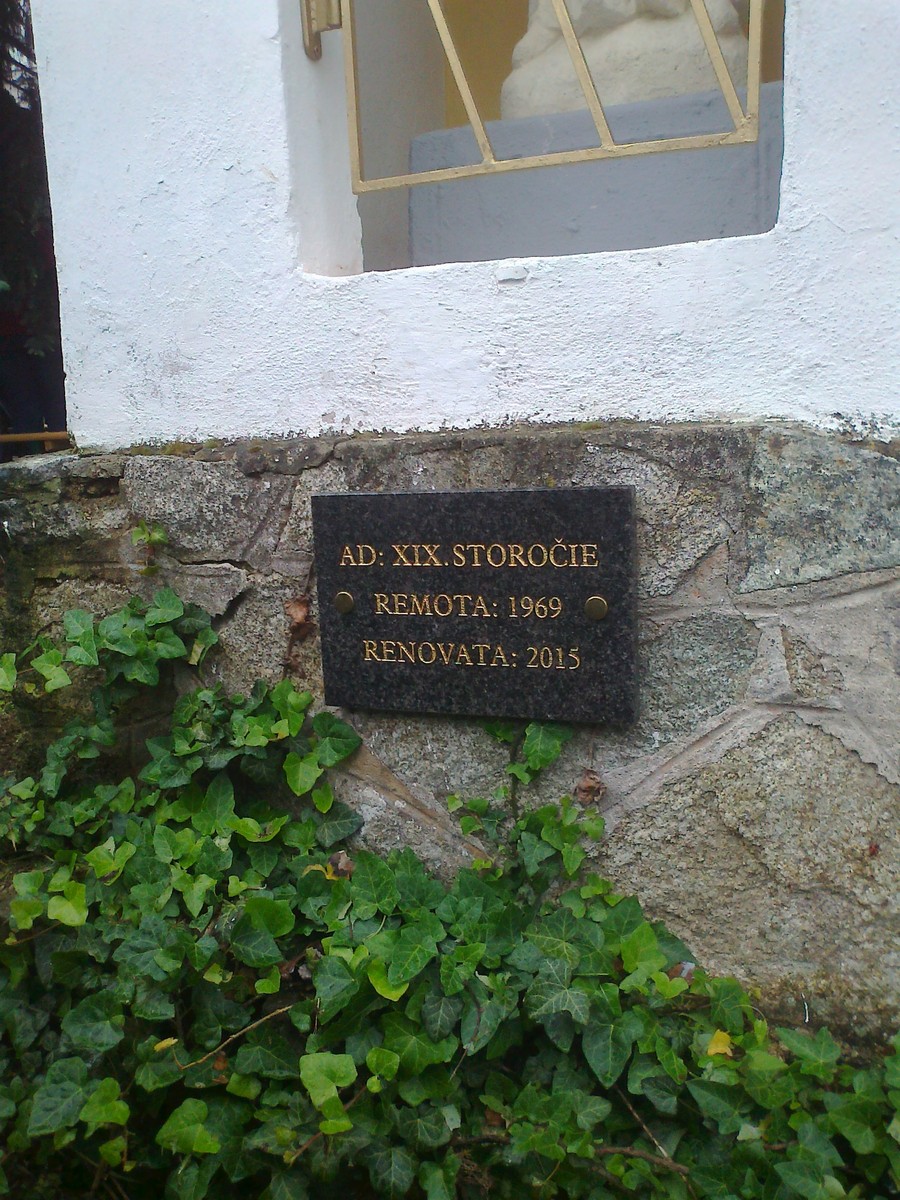 AD: XIX. STOROČIE
REMOTA: 1969
RENOVATA: 2015